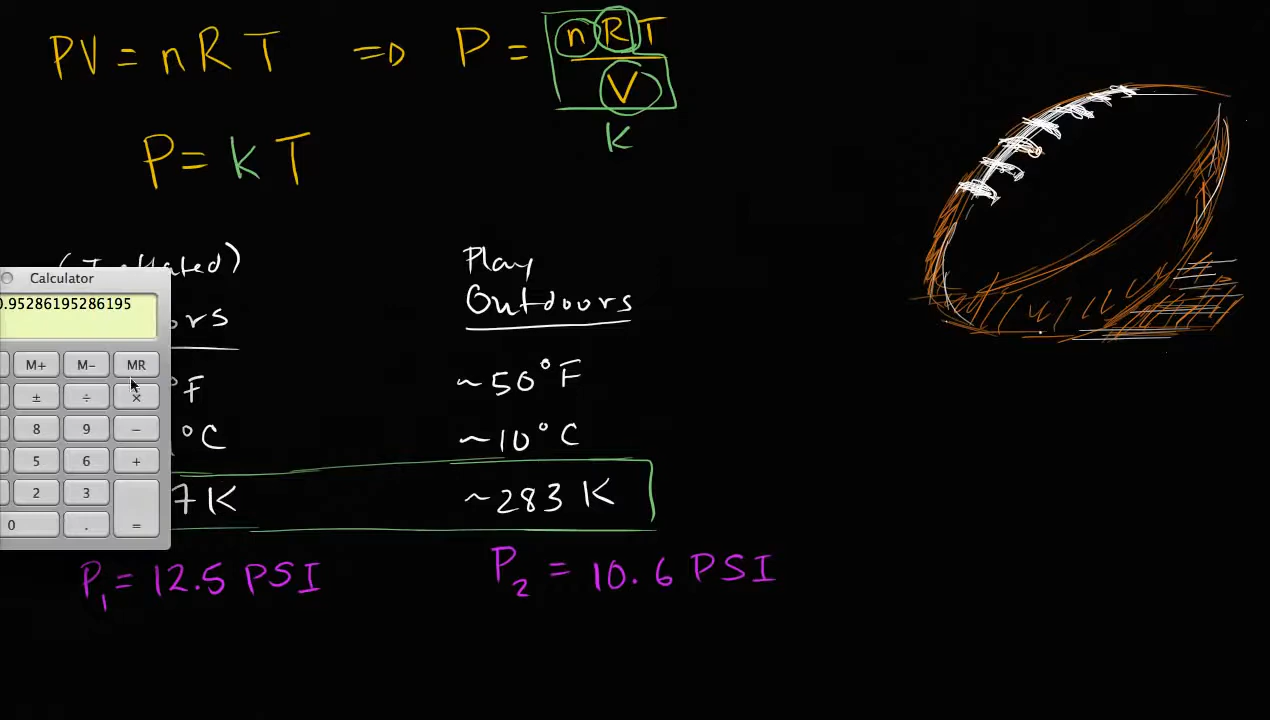 PV = nRT => P = nRT / V
K
P = kT
Calculator
0.95286195286195
M+ M- MR
± ÷ ×
8 9 −
5 6 +
2 3
0 . =
Play
Outdoors
°F ~50°F
°C ~10°C
7 K ~283 K
P1 = 12.5 PSI P2 = 10.6 PSI